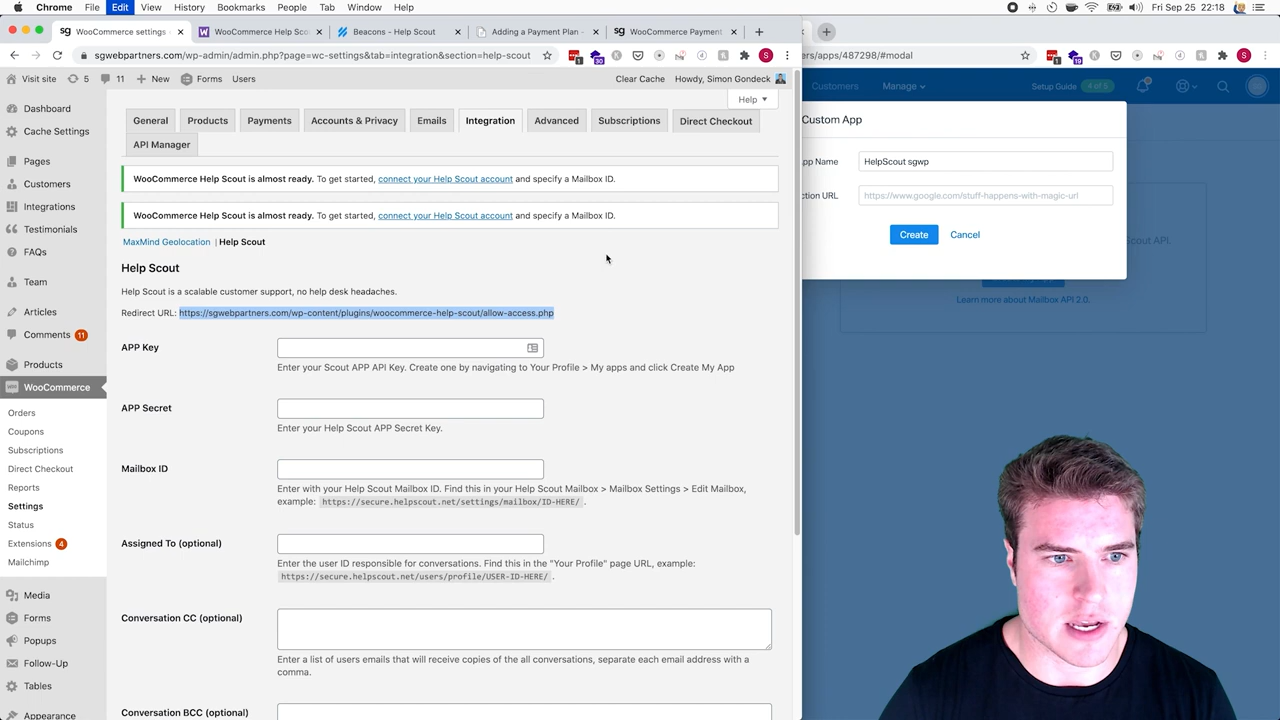 Chrome File Edit View History Bookmarks People Tab Window Help
Fri Sep 25 22:18
WooCommerce settings
WooCommerce Help Sco
Beacons - Help Scout
Adding a Payment Plan -
WooCommerce Payment
sgwebpartners.com/wp-admin/admin.php?page=wc-settings&tab=integration&section=help-scout
ers/apps/487298/#modal
Visit site
5
11
New
Forms
Users
Clear Cache
Howdy, Simon Gondeck
Help
Customers
Manage
Setup Guide
4 of 5
Dashboard
Cache Settings
Pages
Customers
Integrations
Testimonials
FAQs
Team
Articles
Comments 11
Products
WooCommerce
Orders
Coupons
Subscriptions
Direct Checkout
Reports
Settings
Status
Extensions 4
Mailchimp
Media
Forms
Popups
Follow-Up
Tables
Appearance
General
Products
Payments
Accounts & Privacy
Emails
Integration
Advanced
Subscriptions
Direct Checkout
API Manager
WooCommerce Help Scout is almost ready. To get started, connect your Help Scout account and specify a Mailbox ID.
WooCommerce Help Scout is almost ready. To get started, connect your Help Scout account and specify a Mailbox ID.
MaxMind Geolocation | Help Scout
Help Scout
Help Scout is a scalable customer support, no help desk headaches.
Redirect URL: https://sgwebpartners.com/wp-content/plugins/woocommerce-help-scout/allow-access.php
APP Key
Enter your Scout APP API Key. Create one by navigating to Your Profile > My apps and click Create My App
APP Secret
Enter your Help Scout APP Secret Key.
Mailbox ID
Enter with your Help Scout Mailbox ID. Find this in your Help Scout Mailbox > Mailbox Settings > Edit Mailbox,
example: https://secure.helpscout.net/settings/mailbox/ID-HERE/ .
Assigned To (optional)
Enter the user ID responsible for conversations. Find this in the "Your Profile" page URL, example:
https://secure.helpscout.net/users/profile/USER-ID-HERE/ .
Conversation CC (optional)
Enter a list of users emails that will receive copies of the all conversations, separate each email address with a
comma.
Conversation BCC (optional)
Custom App
App Name
HelpScout sgwp
ction URL
https://www.google.com/stuff-happens-with-magic-url
Create
Cancel
Scout API.
Learn more about Mailbox API 2.0.